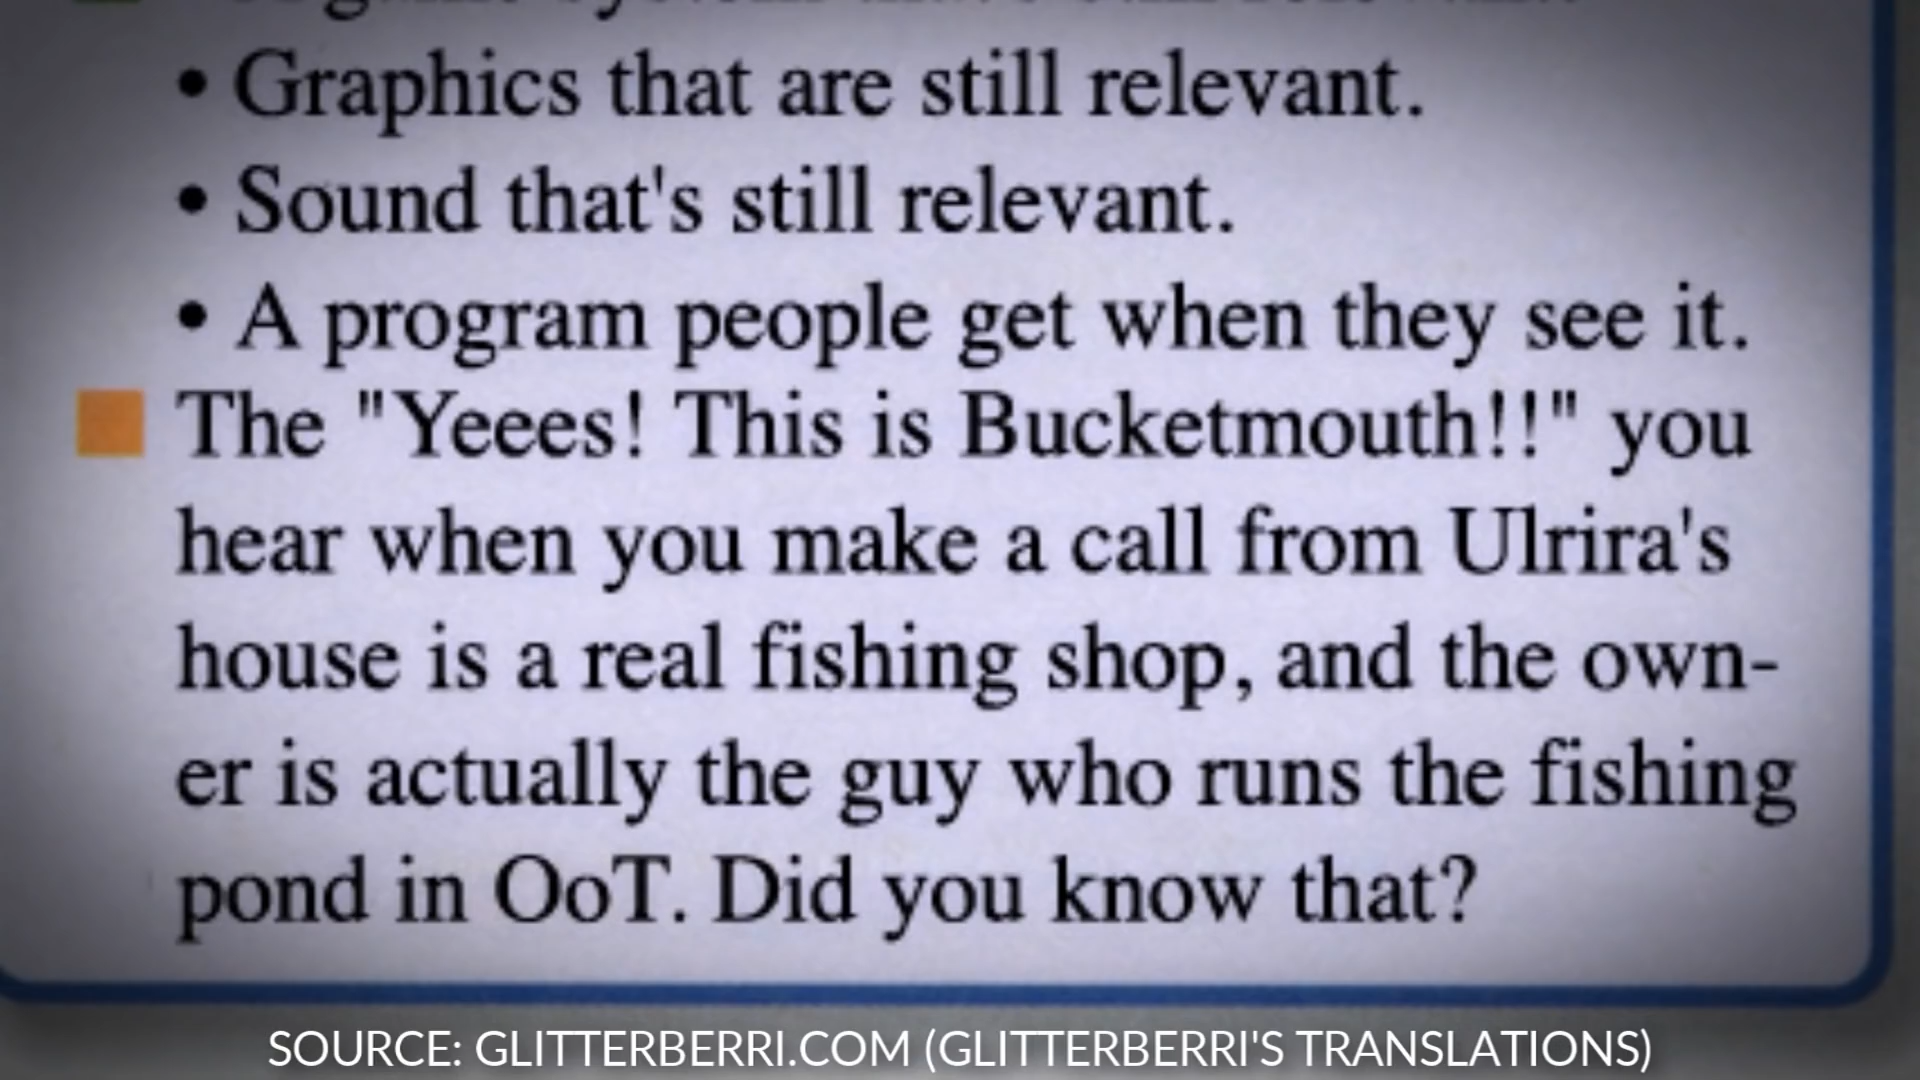 • Graphics that are still relevant.
• Sound that's still relevant.
• A program people get when they see it.
The "Yeees! This is Bucketmouth!!" you
hear when you make a call from Ulrira's
house is a real fishing shop, and the own-
er is actually the guy who runs the fishing
pond in OoT. Did you know that?
SOURCE: GLITTERBERRI.COM (GLITTERBERRI'S TRANSLATIONS)